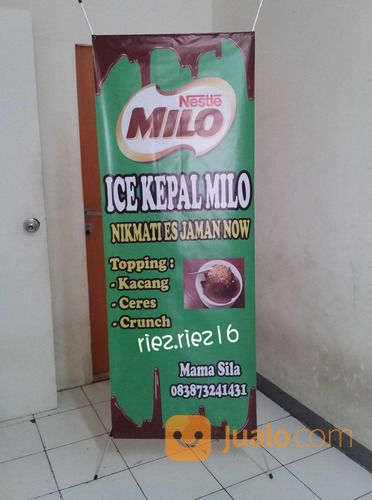 Nestlē
MILO
ICE KEPAL MILO
NIKMATI ES JAMAN NOW
Topping :
- Kacang
- Ceres
- Crunch
riez.riez16
Mama Sila
083873241431
jualo.com